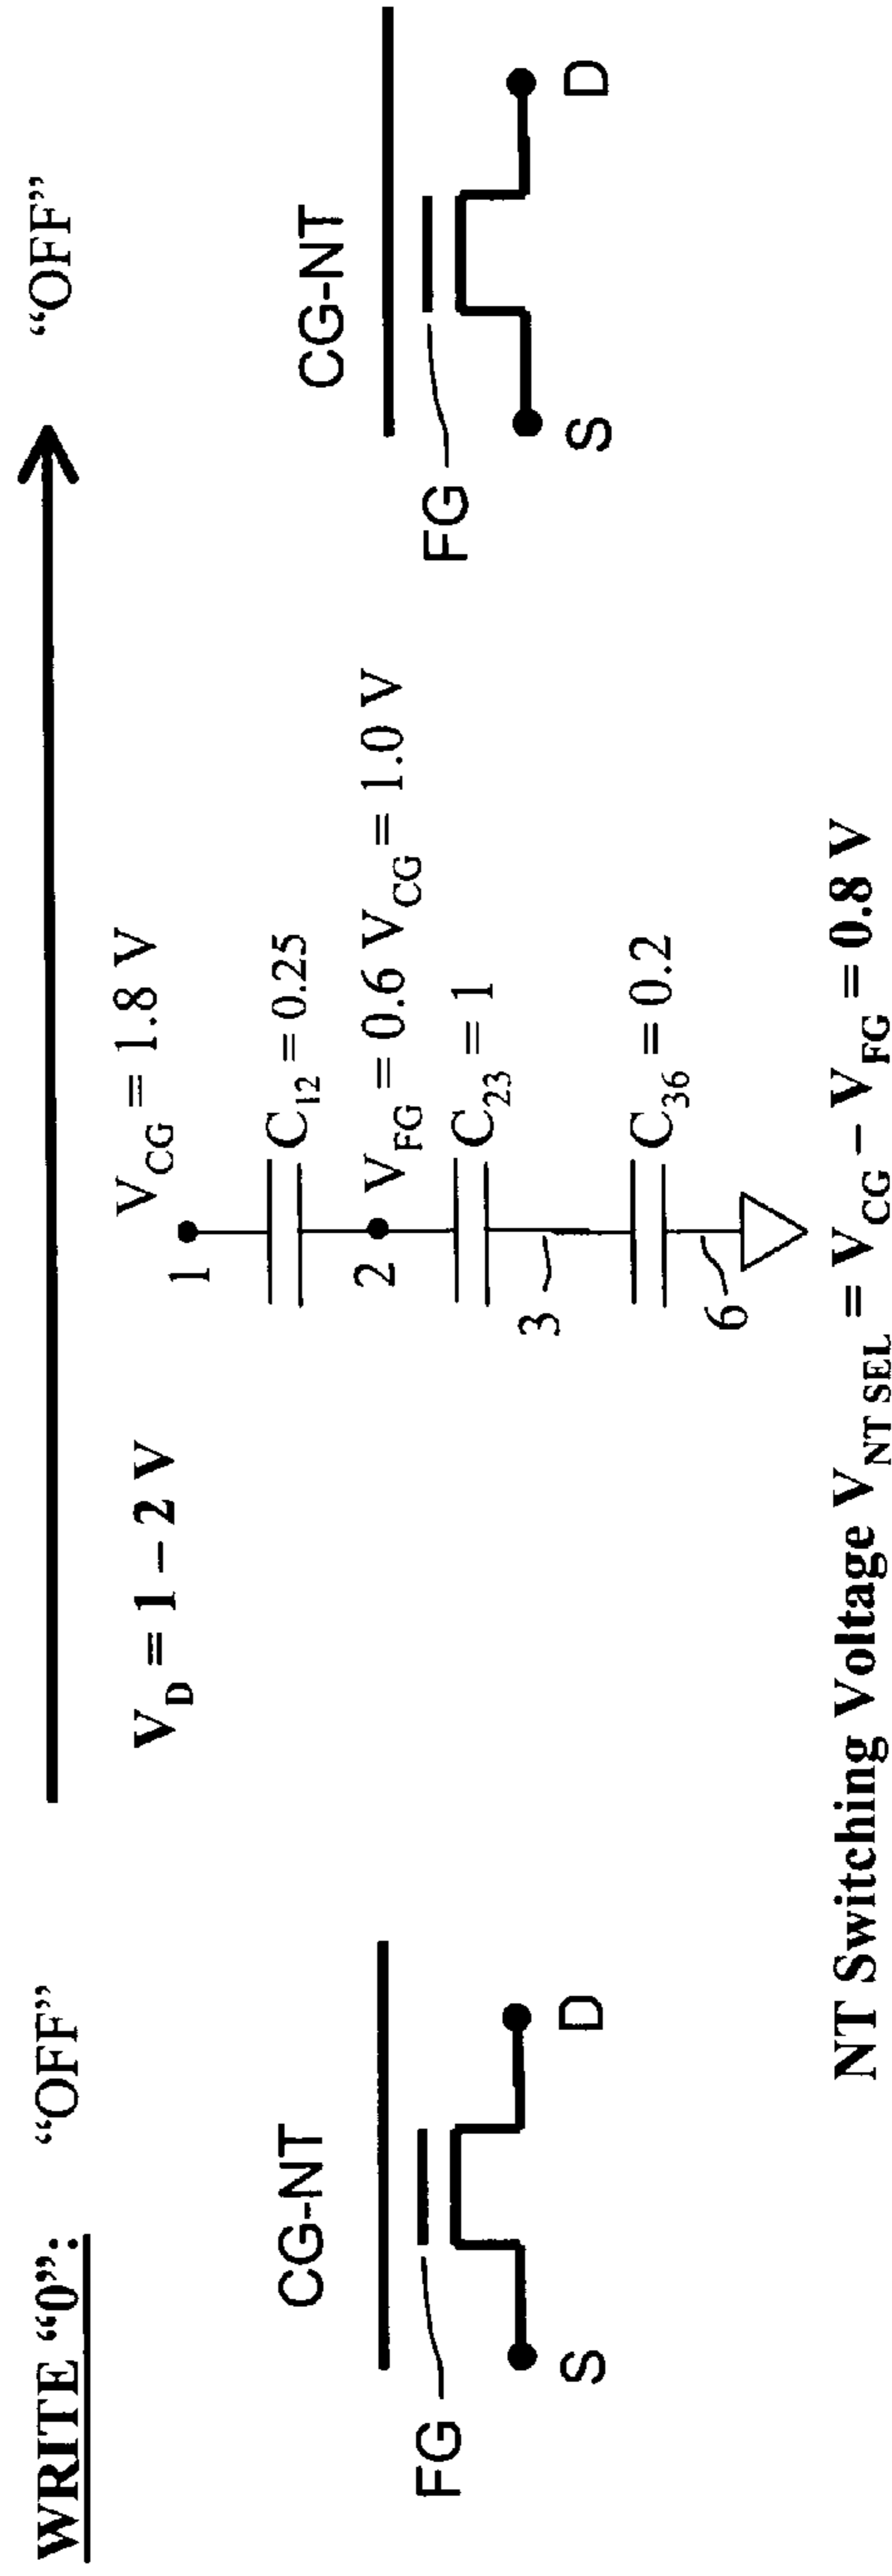 WRITE “0”: “OFF” “OFF”
V_D = 1 – 2 V
V_CG = 1.8 V
1
C_12 = 0.25
2
V_FG = 0.6 V_CG = 1.0 V
C_23 = 1
3
C_36 = 0.2
6
CG-NT
FG
S
D
CG-NT
FG
S
D
NT Switching Voltage V_NT SEL = V_CG – V_FG = 0.8 V